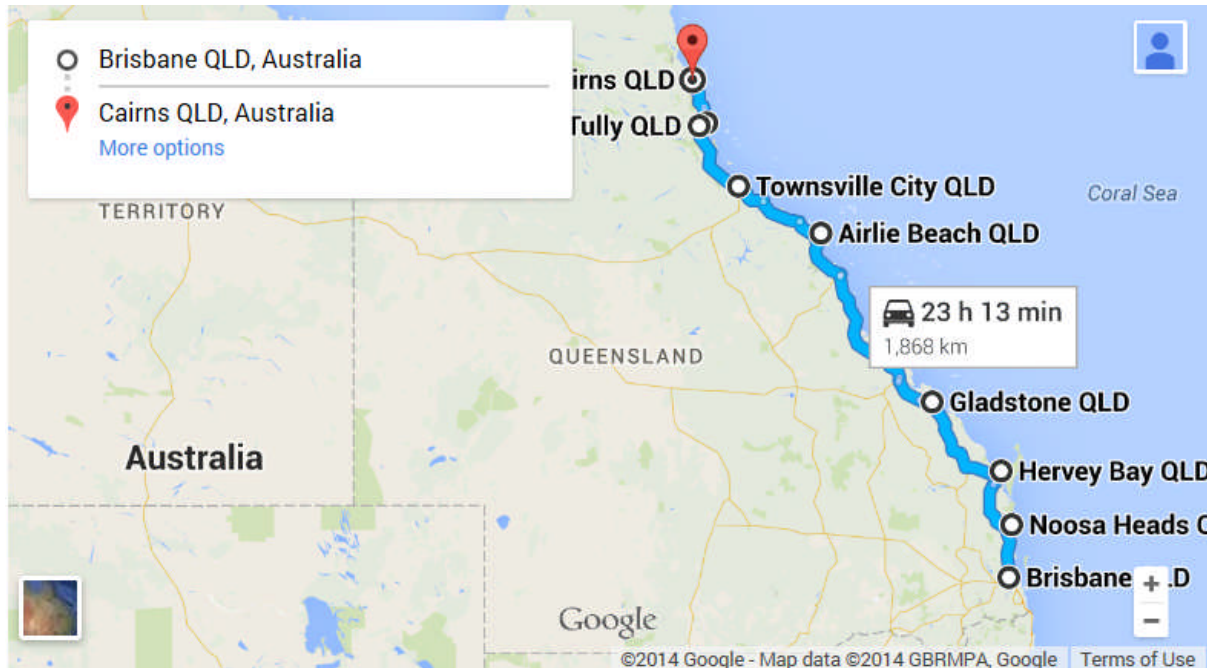 Brisbane QLD, Australia
Cairns QLD, Australia
More options
irns QLD
Tully QLD
TERRITORY
Townsville City QLD
Coral Sea
Airlie Beach QLD
23 h 13 min
1,868 km
QUEENSLAND
Gladstone QLD
Australia
Hervey Bay QLD
Noosa Heads
Brisbane LD
+
Google
−
©2014 Google - Map data ©2014 GBRMPA, Google
Terms of Use